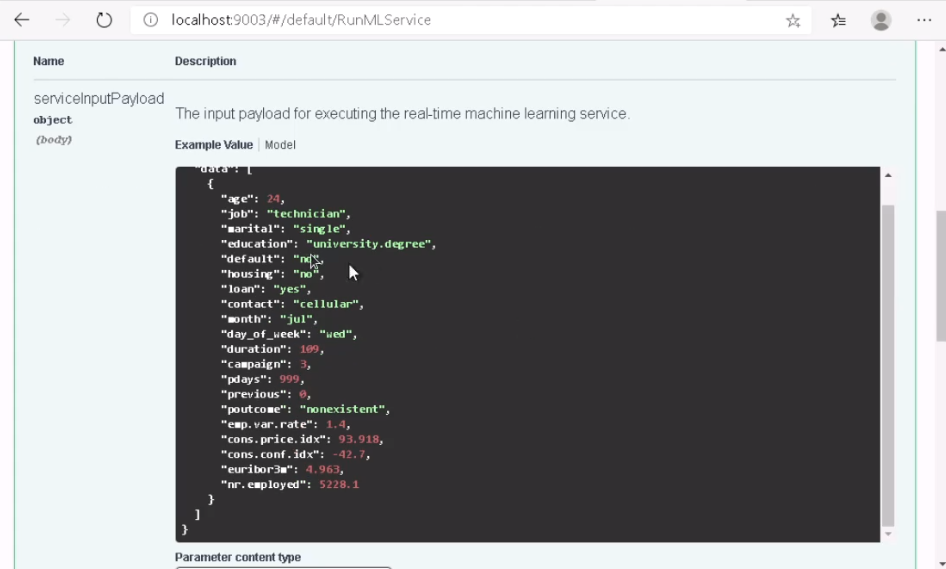 localhost:9003/#/default/RunMLService
Name Description
serviceInputPayload
object
(body)
The input payload for executing the real-time machine learning service.
Example Value Model
"data": [
{
"age": 24,
"job": "technician",
"marital": "single",
"education": "university.degree",
"default": "no",
"housing": "no",
"loan": "yes",
"contact": "cellular",
"month": "jul",
"day_of_week": "wed",
"duration": 109,
"campaign": 3,
"pdays": 999,
"previous": 0,
"poutcome": "nonexistent",
"emp.var.rate": 1.4,
"cons.price.idx": 93.918,
"cons.conf.idx": -42.7,
"euribor3m": 4.963,
"nr.employed": 5228.1
}
]
}
Parameter content type